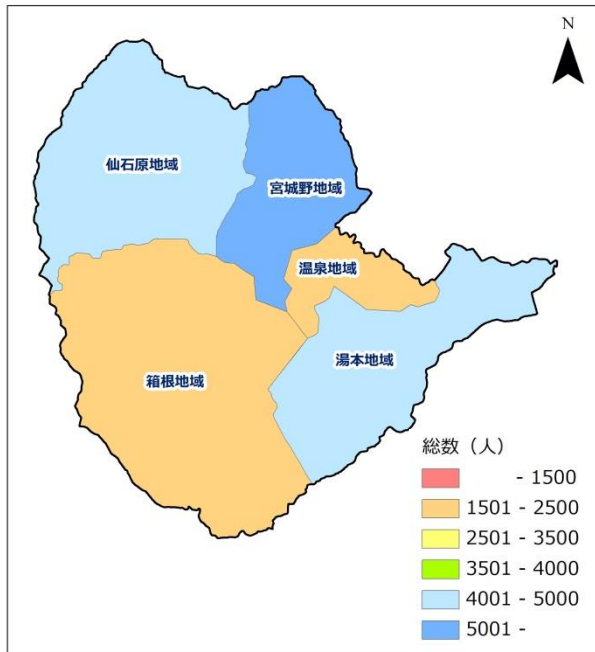 N
仙石原地域
宮城野地域
温泉地域
湯本地域
箱根地域
総数（人）
- 1500
1501 - 2500
2501 - 3500
3501 - 4000
4001 - 5000
5001 -